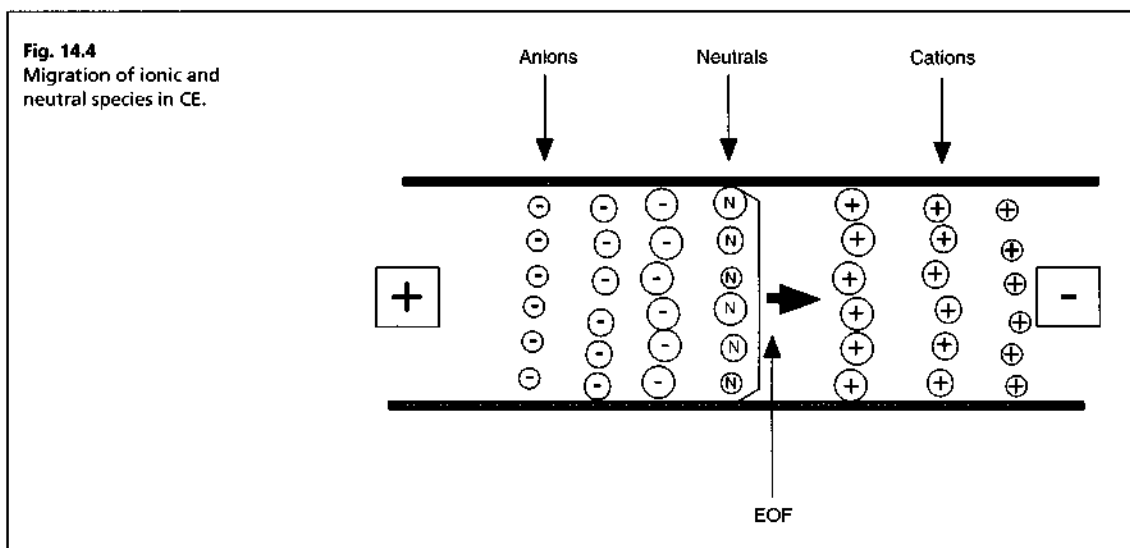 Fig. 14.4
Migration of ionic and
neutral species in CE.
Anions Neutrals Cations
- - - N + + +
- - - N + + +
- - - N + + +
- - - N + + +
- - - N + + +
- - - N + + +
+ -
EOF